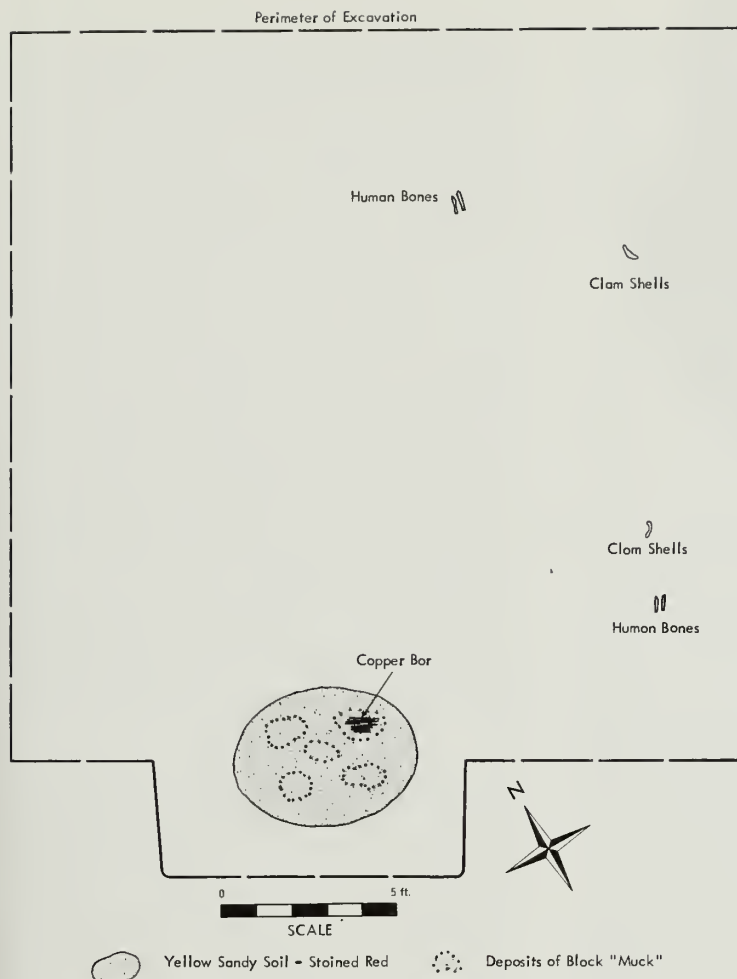 Perimeter of Excavation
Human Bones
Clam Shells
Clom Shells
Humon Bones
Copper Bor
N
0 5 ft.
SCALE
Yellow Sandy Soil - Stoined Red
Deposits of Block "Muck"